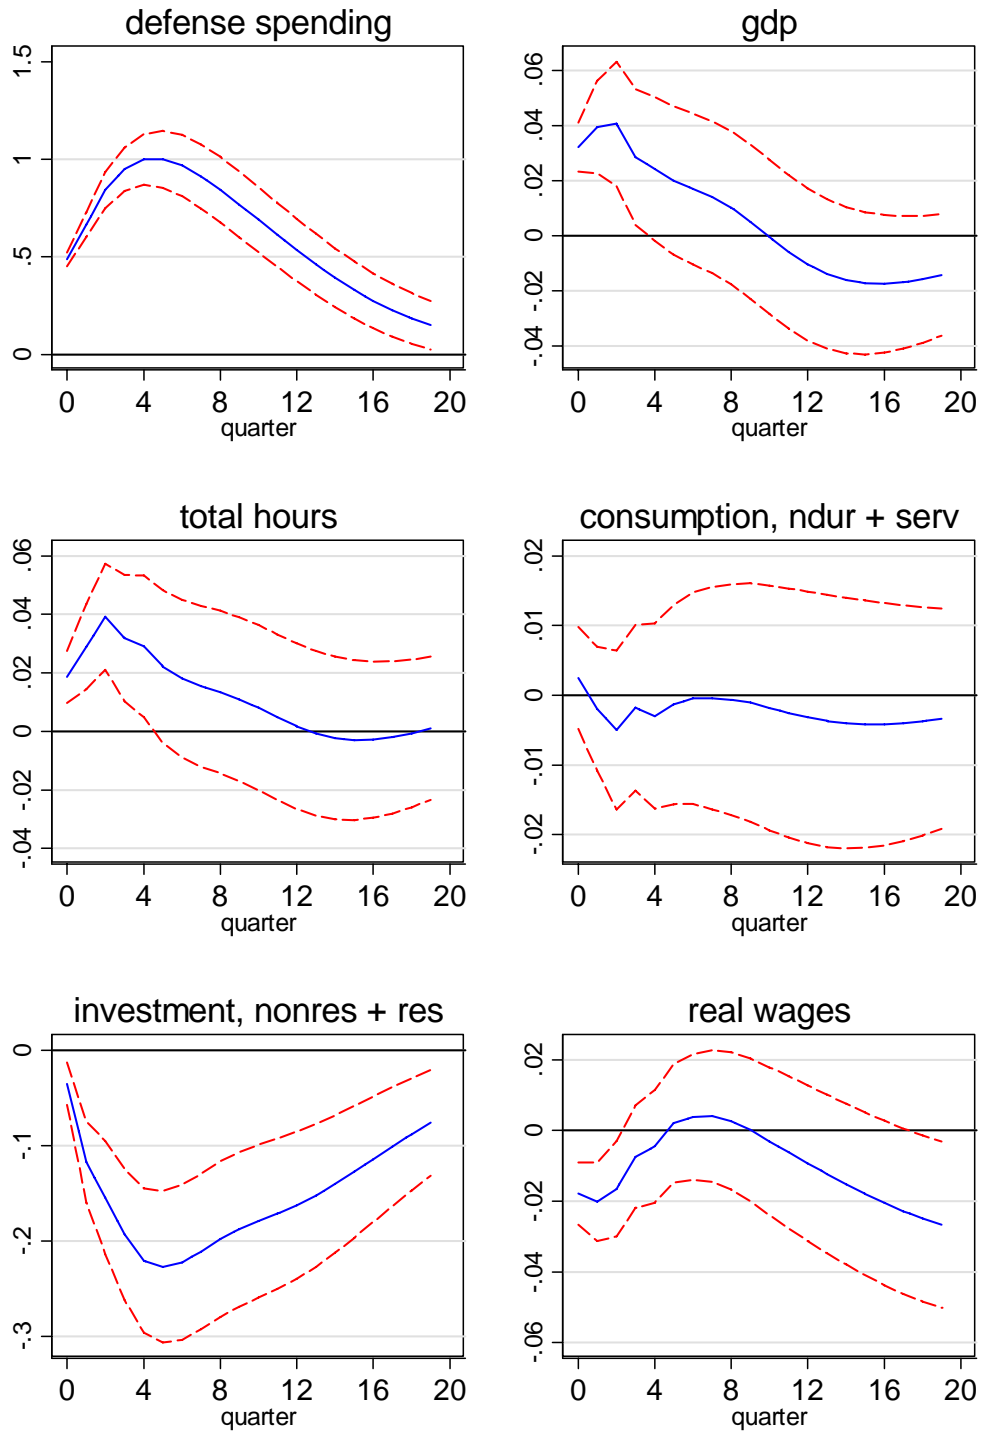 defense spending
1.5
1
.5
0
0 4 8 12 16 20
quarter
gdp
.06
.04
.02
0
-.02
-.04
0 4 8 12 16 20
quarter
total hours
.06
.04
.02
0
-.02
-.04
0 4 8 12 16 20
quarter
consumption, ndur + serv
.02
.01
0
-.01
-.02
0 4 8 12 16 20
quarter
investment, nonres + res
0
-.1
-.2
-.3
0 4 8 12 16 20
quarter
real wages
.02
0
-.02
-.04
-.06
0 4 8 12 16 20
quarter